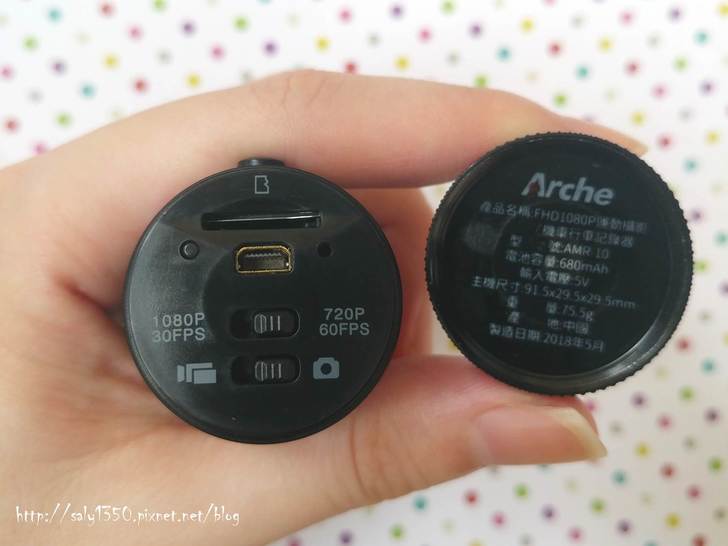 1080P
30FPS
720P
60FPS
Arche
產品名稱:FHD1080P運動攝影
/機車行車記錄器
型 號:AMR 10
電池容量:680mAh
輸入電壓:5V
主機尺寸:91.5x29.5x29.5mm
重 量:75.5g
產 地:中國
製造日期:2018年5月
http://saly1350.pixnet.net/blog